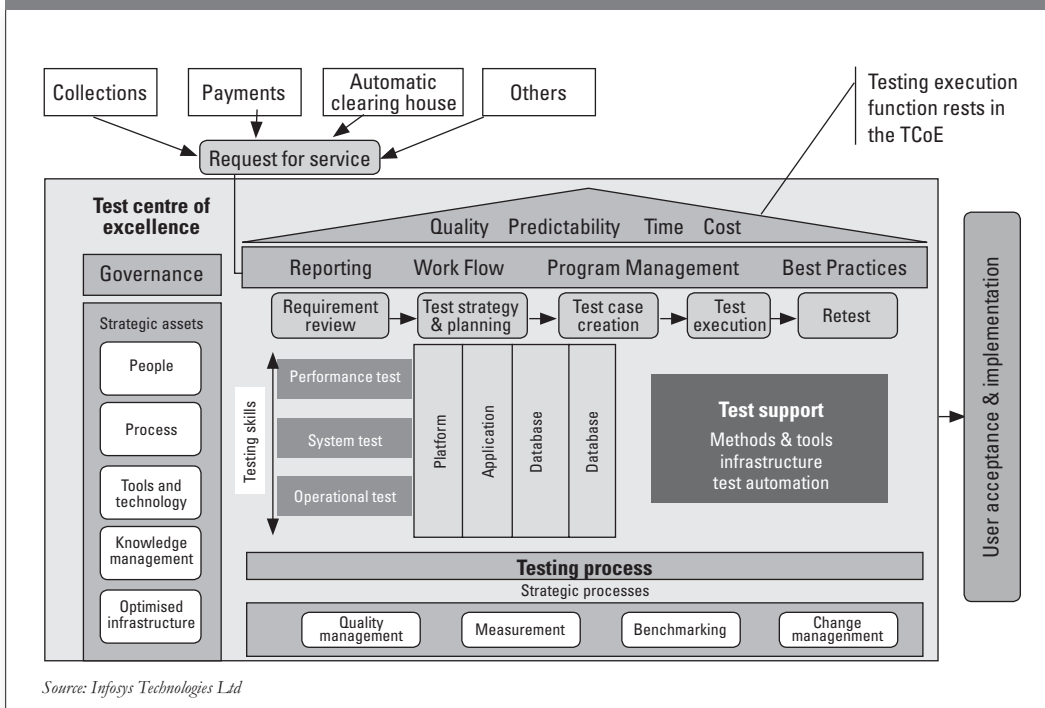 Collections
Payments
Automatic
clearing house
Others
Testing execution
function rests in
the TCoE
Request for service
Test centre of
excellence
Quality Predictability Time Cost
Governance
Reporting Work Flow Program Management Best Practices
Requirement
review
Test strategy
& planning
Test case
creation
Test
execution
Retest
Strategic assets
People
Process
Tools and
technology
Knowledge
management
Optimised
infrastructure
Testing skills
Performance test
System test
Operational test
Platform
Application
Database
Database
Test support
Methods & tools
infrastructure
test automation
User acceptance & implementation
Testing process
Strategic processes
Quality
management
Measurement
Benchmarking
Change
managenment
Source: Infosys Technologies Ltd